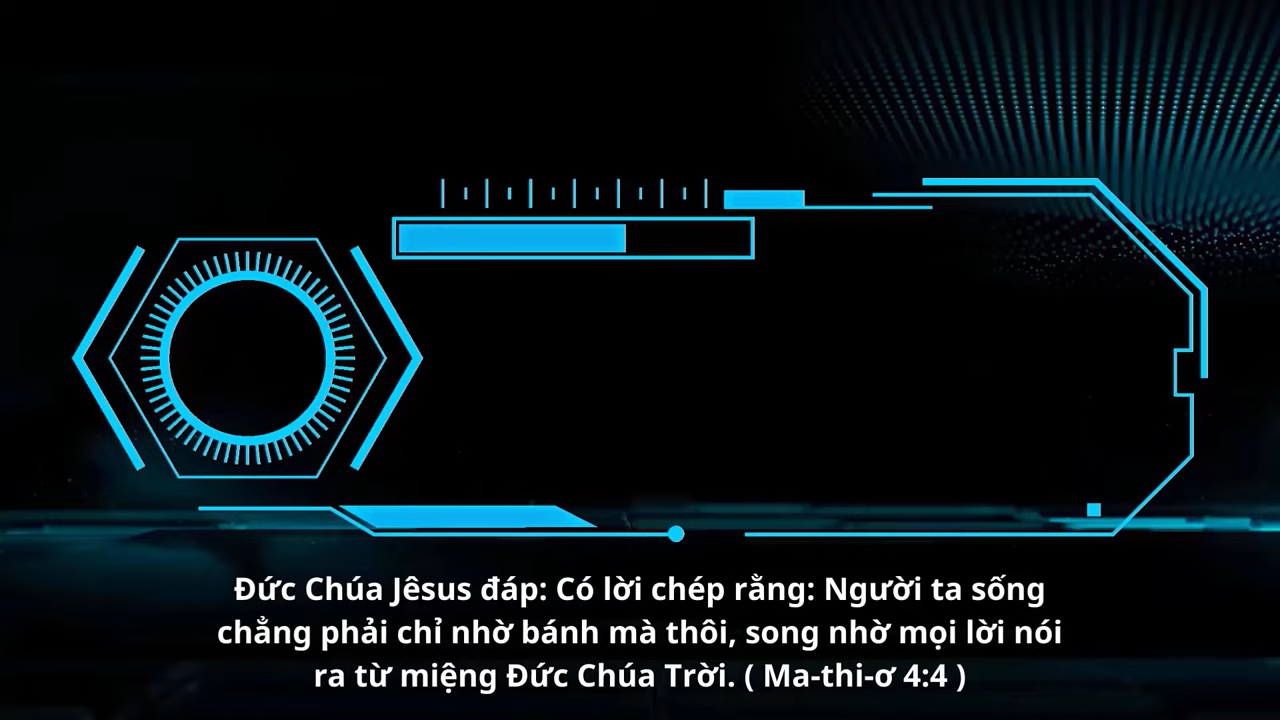 Đức Chúa Jêsus đáp: Có lời chép rằng: Người ta sống
chẳng phải chỉ nhờ bánh mà thôi, song nhờ mọi lời nói
ra từ miệng Đức Chúa Trời. ( Ma-thi-ơ 4:4 )